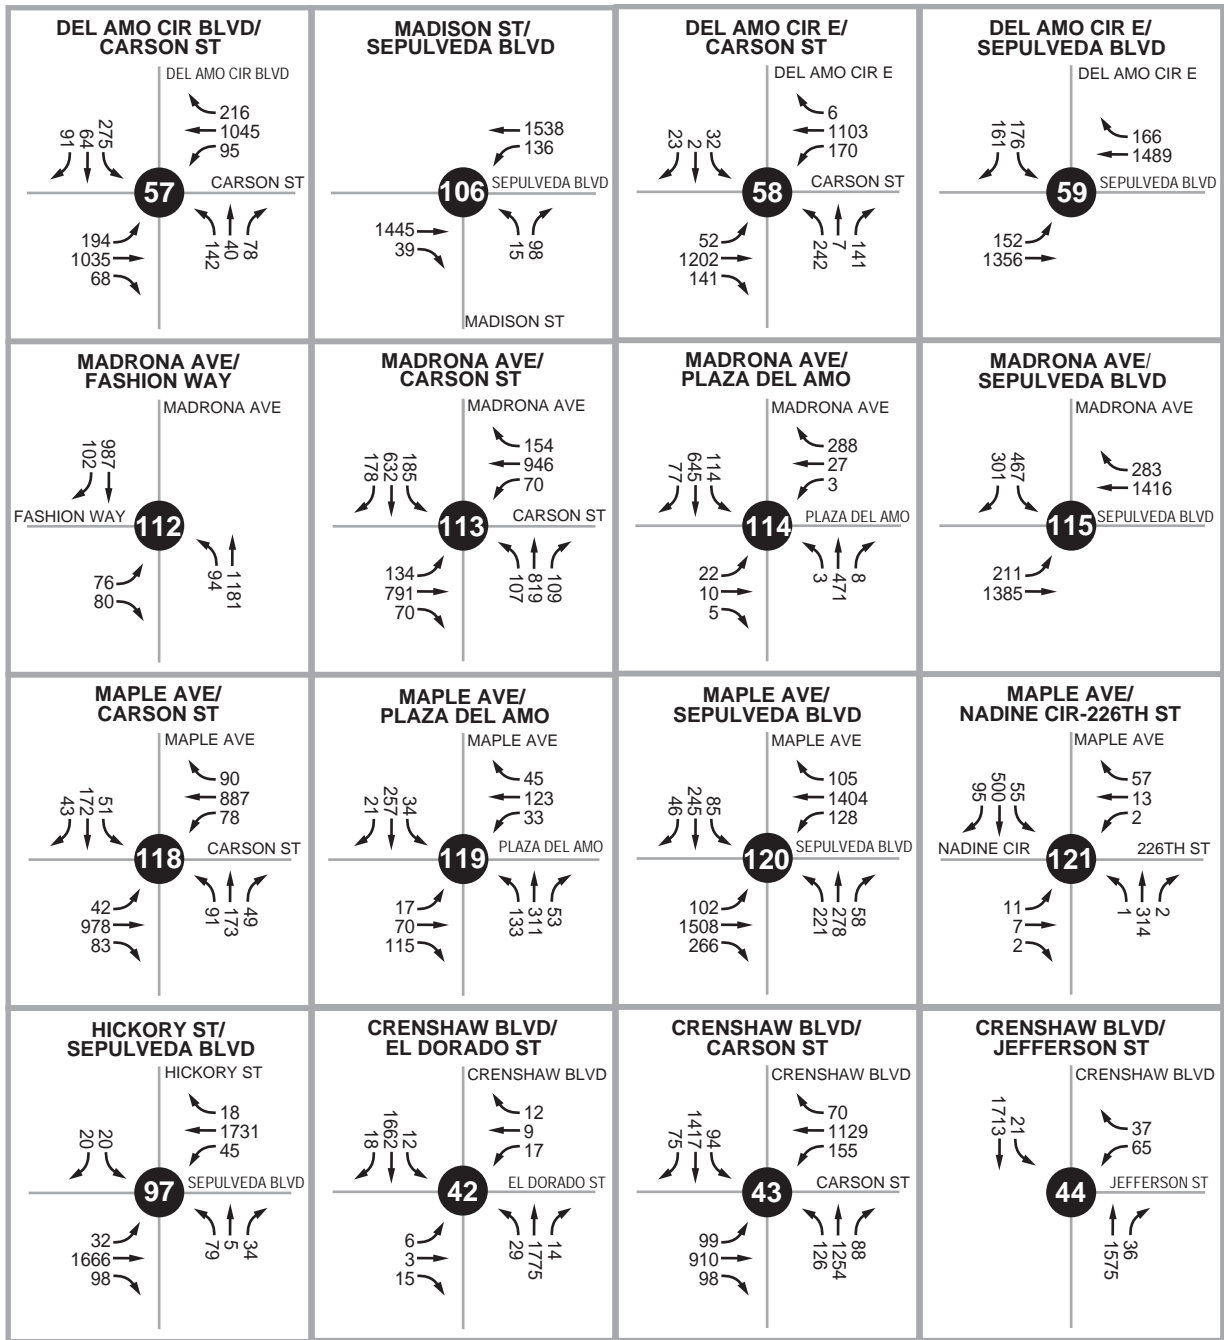 DEL AMO CIR BLVD/
CARSON ST
DEL AMO CIR BLVD
216
1045
95
91
64
275
57
CARSON ST
194
1035
68
142
40
78
MADISON ST/
SEPULVEDA BLVD
1538
136
106
SEPULVEDA BLVD
1445
39
15
98
MADISON ST
DEL AMO CIR E/
CARSON ST
DEL AMO CIR E
6
1103
170
23
2
32
58
CARSON ST
52
1202
141
242
7
141
DEL AMO CIR E/
SEPULVEDA BLVD
DEL AMO CIR E
166
1489
161
176
59
SEPULVEDA BLVD
152
1356
MADRONA AVE/
FASHION WAY
MADRONA AVE
102
987
FASHION WAY
112
76
80
94
1181
MADRONA AVE/
CARSON ST
MADRONA AVE
154
946
70
178
632
185
113
CARSON ST
134
791
70
107
819
109
MADRONA AVE/
PLAZA DEL AMO
MADRONA AVE
288
27
3
77
645
114
114
PLAZA DEL AMO
22
10
5
3
471
8
MADRONA AVE/
SEPULVEDA BLVD
MADRONA AVE
283
1416
301
467
115
SEPULVEDA BLVD
211
1385
MAPLE AVE/
CARSON ST
MAPLE AVE
90
887
78
43
172
51
118
CARSON ST
42
978
83
91
173
49
MAPLE AVE/
PLAZA DEL AMO
MAPLE AVE
45
123
33
21
257
34
119
PLAZA DEL AMO
17
70
115
133
311
53
MAPLE AVE/
SEPULVEDA BLVD
MAPLE AVE
105
1404
128
46
245
85
120
SEPULVEDA BLVD
102
1508
266
221
278
58
MAPLE AVE/
NADINE CIR-226TH ST
MAPLE AVE
57
13
2
95
500
55
NADINE CIR
121
226TH ST
11
7
2
1
314
2
HICKORY ST/
SEPULVEDA BLVD
HICKORY ST
18
1731
45
20
20
97
SEPULVEDA BLVD
32
1666
98
79
5
34
CRENSHAW BLVD/
EL DORADO ST
CRENSHAW BLVD
12
9
17
18
1662
12
42
EL DORADO ST
6
3
15
29
1775
14
CRENSHAW BLVD/
CARSON ST
CRENSHAW BLVD
70
1129
155
75
1417
94
43
CARSON ST
99
910
98
126
1254
88
CRENSHAW BLVD/
JEFFERSON ST
CRENSHAW BLVD
37
65
1713
21
44
JEFFERSON ST
1575
36